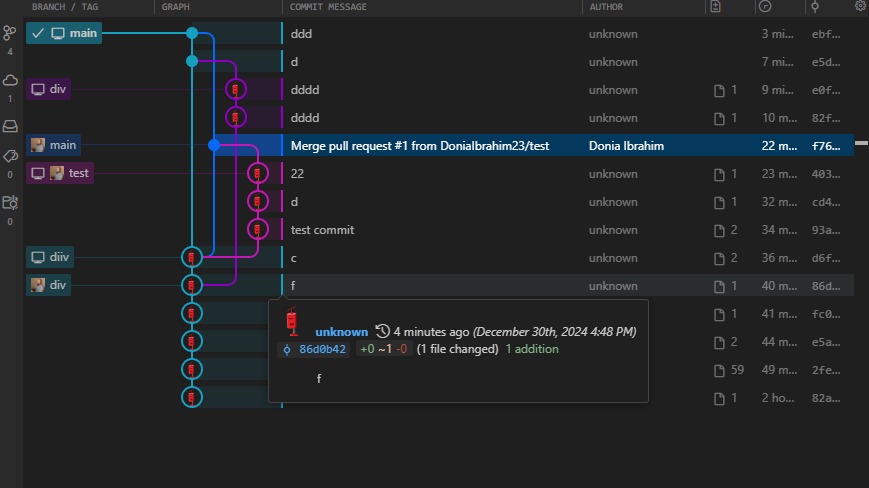 BRANCH / TAG GRAPH COMMIT MESSAGE AUTHOR
main ddd unknown 3 mi... ebf...
4 d unknown 7 mi... e5d...
div dddd unknown 1 9 mi... e0f...
1 dddd unknown 1 10 m... 82f...
main Merge pull request #1 from DoniaIbrahim23/test Donia Ibrahim 22 m... f76...
0 test 22 unknown 1 23 m... 403...
d unknown 1 32 m... cd4...
0 test commit unknown 2 34 m... 93a...
diiv c unknown 2 36 m... d6f...
div f unknown 1 40 m... 86d...
1 41 m... fc0...
unknown 4 minutes ago (December 30th, 2024 4:48 PM)
2 44 m... e5a...
86d0b42 +0 ~1 -0 (1 file changed) 1 addition
59 49 m... 2fe...
f
1 2 ho... 82a...